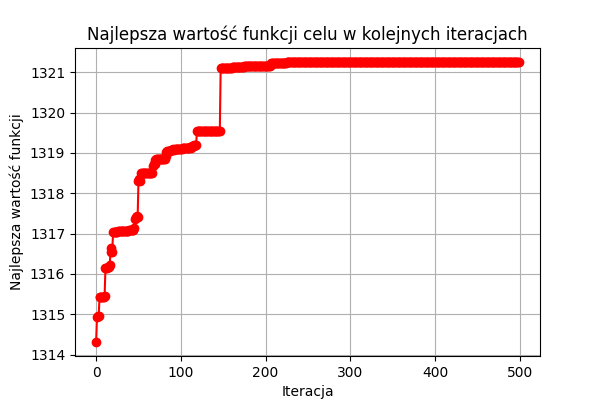 Najlepsza wartość funkcji celu w kolejnych iteracjach
Najlepsza wartość funkcji
1321
1320
1319
1318
1317
1316
1315
1314
0 100 200 300 400 500
Iteracja